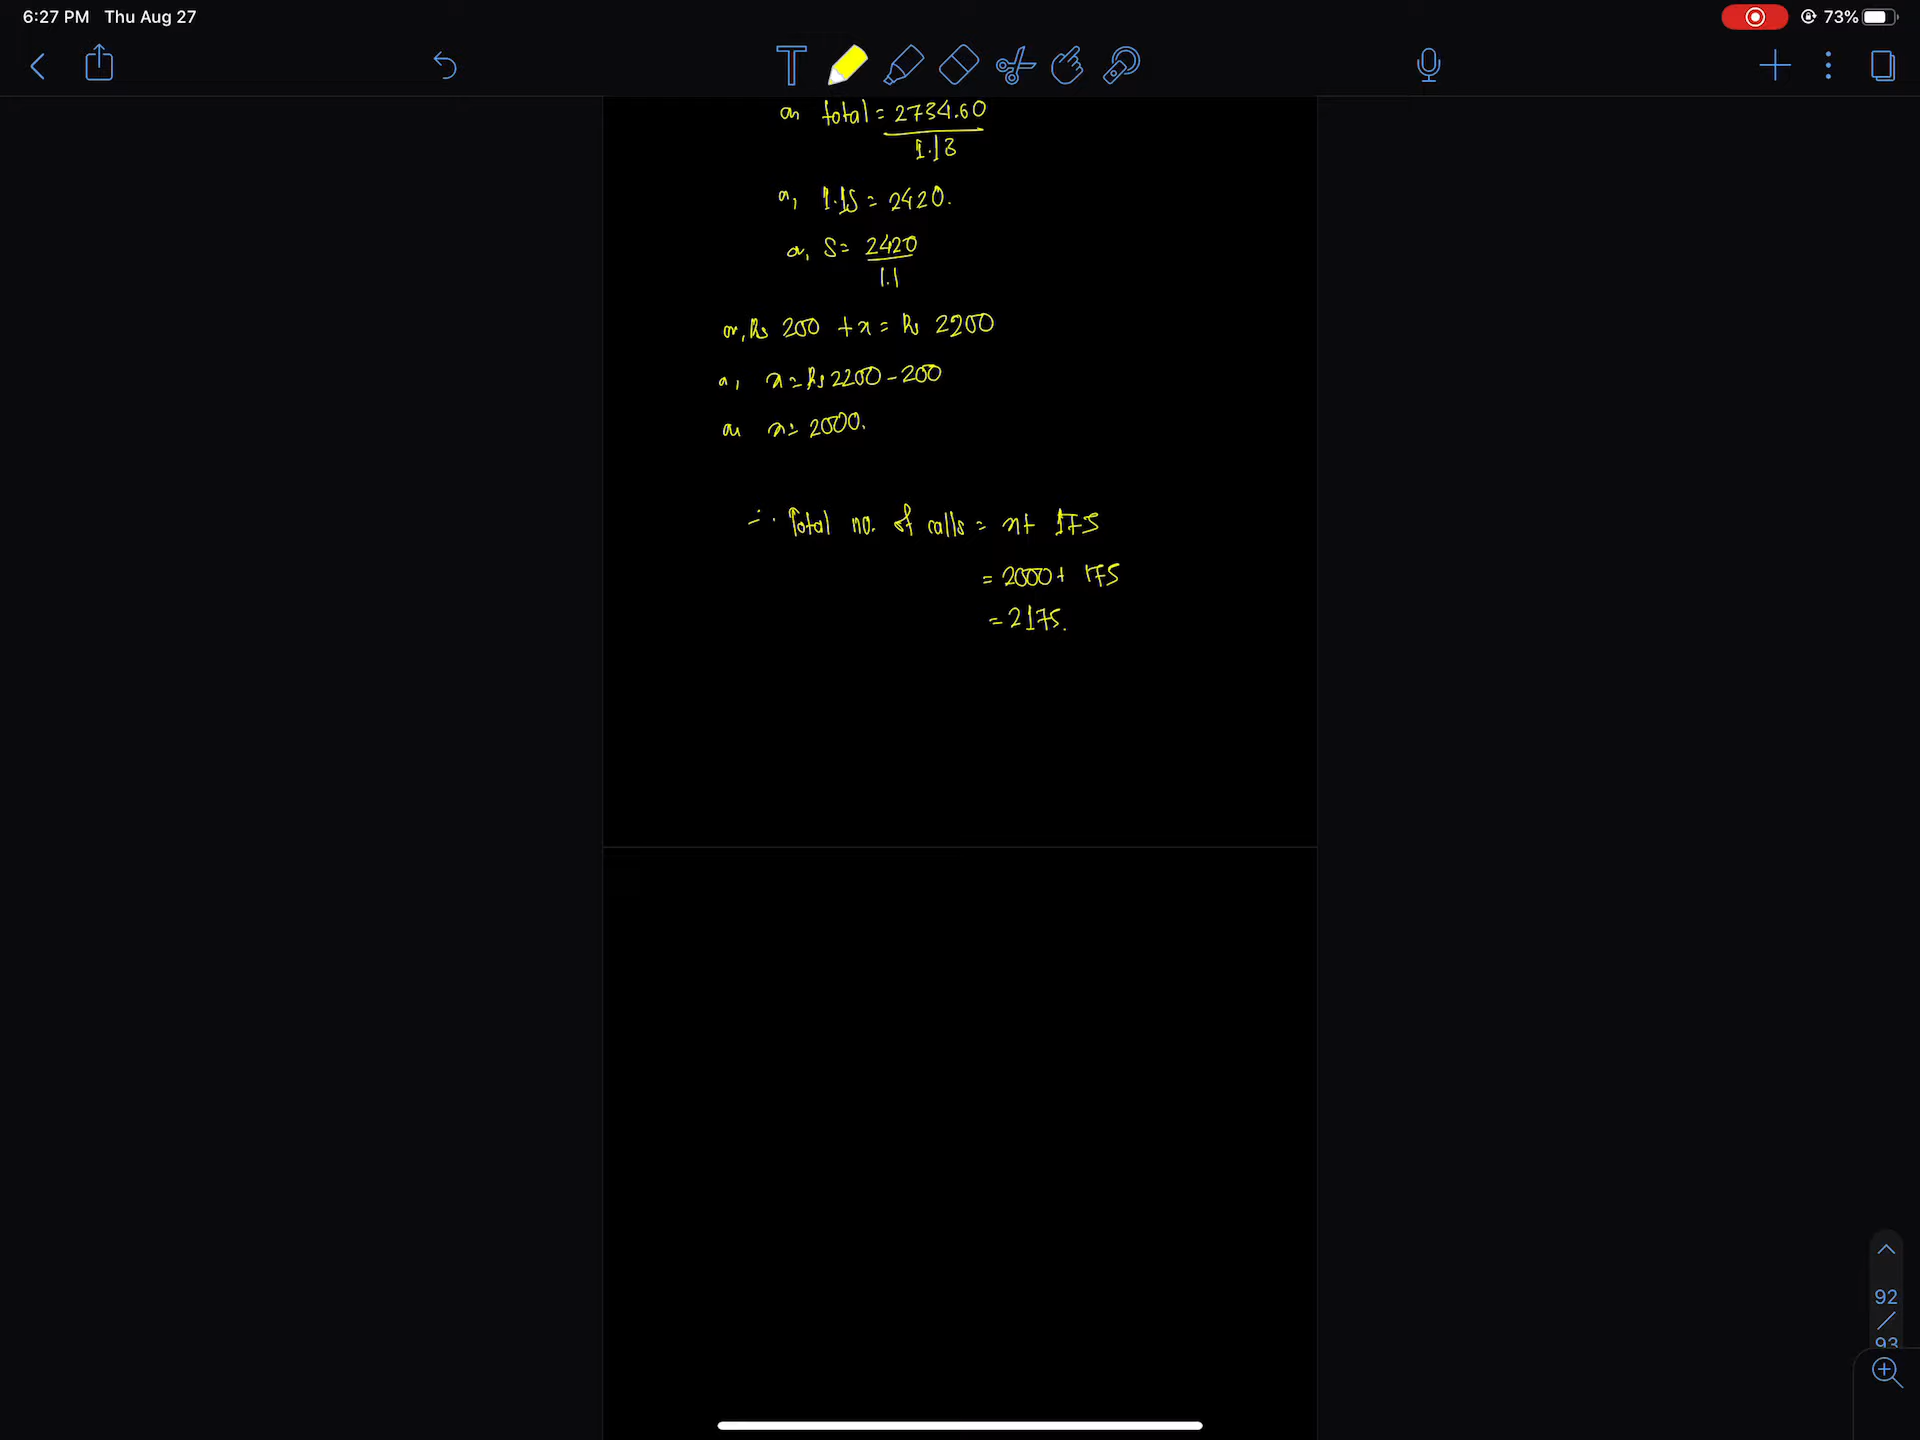 6:27 PM Thu Aug 27
73%
or total = 2734.60
1.13
or, 1.1S = 2420.
or, S = 2420
1.1
or, Rs 200 + x = Rs 2200
or, x = Rs 2200 - 200
or x = 2000.
∴ Total no. of calls = x + 175
= 2000 + 175
= 2175.
92
/
93